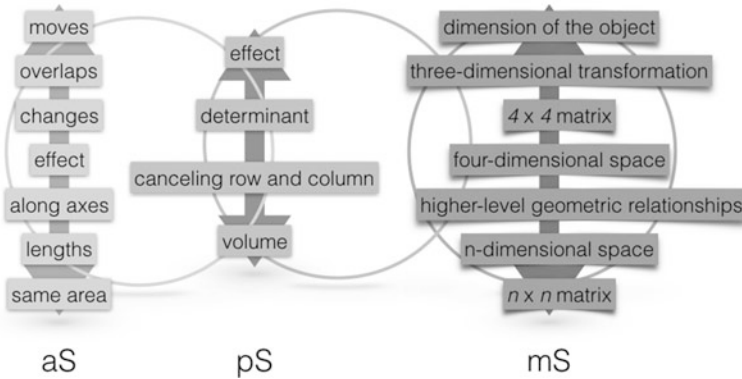 moves
overlaps
changes
effect
along axes
lengths
same area
aS
effect
determinant
canceling row and column
volume
pS
dimension of the object
three-dimensional transformation
4 x 4 matrix
four-dimensional space
higher-level geometric relationships
n-dimensional space
n x n matrix
mS